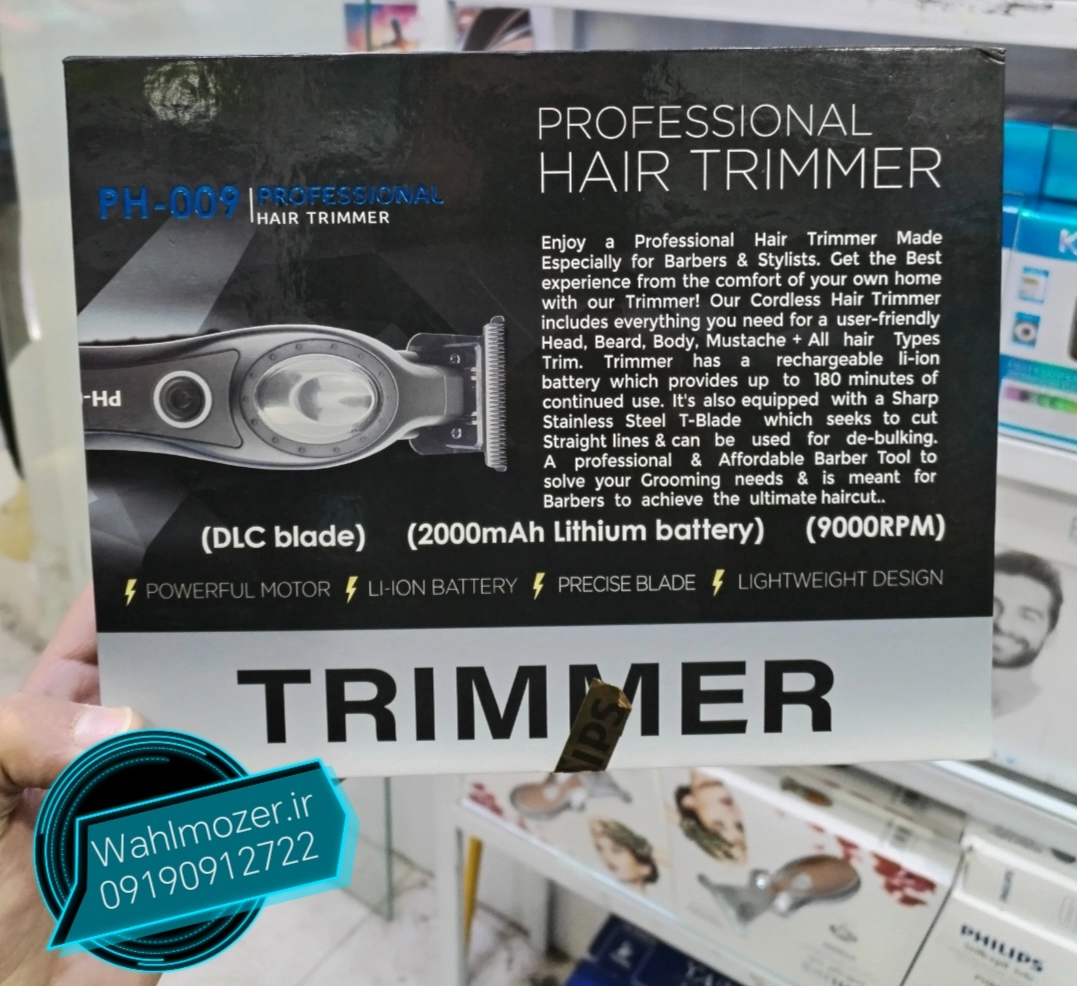 PROFESSIONAL
HAIR TRIMMER
PH-009 PROFESSIONAL
HAIR TRIMMER
Enjoy a Professional Hair Trimmer Made
Especially for Barbers & Stylists. Get the Best
experience from the comfort of your own home
with our Trimmer! Our Cordless Hair Trimmer
includes everything you need for a user-friendly
Head, Beard, Body, Mustache + All hair Types
Trim. Trimmer has a rechargeable li-ion
battery which provides up to 180 minutes of
continued use. It's also equipped with a Sharp
Stainless Steel T-Blade which seeks to cut
Straight lines & can be used for de-bulking.
A professional & Affordable Barber Tool to
solve your Grooming needs & is meant for
Barbers to achieve the ultimate haircut..
PH-
(DLC blade) (2000mAh Lithium battery) (9000RPM)
POWERFUL MOTOR LI-ION BATTERY PRECISE BLADE LIGHTWEIGHT DESIGN
TRIMMER
VIPS
Wahlmozer.ir
09190912722
PHILIPS